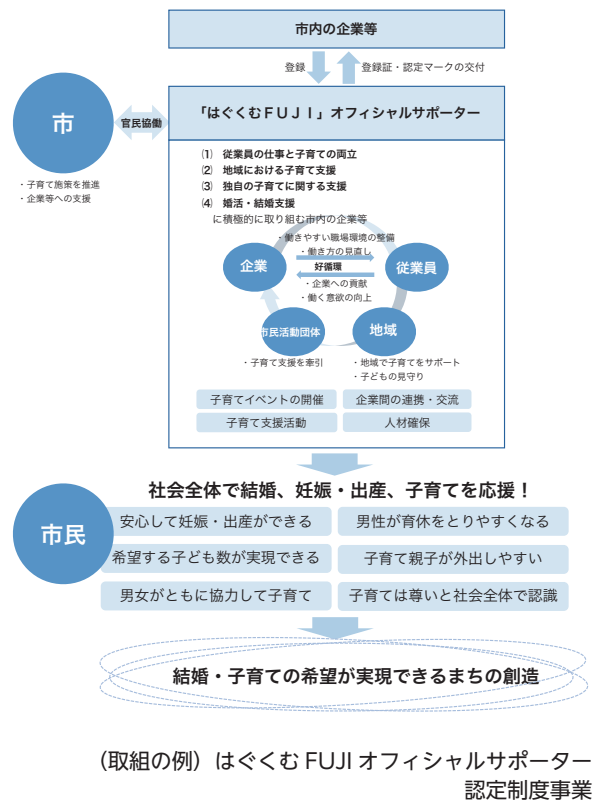 市内の企業等
登録
登録証・認定マークの交付
市
官民協働
・子育て施策を推進
・企業等への支援
「はぐくむＦＵＪＩ」オフィシャルサポーター
⑴ 従業員の仕事と子育ての両立
⑵ 地域における子育て支援
⑶ 独自の子育てに関する支援
⑷ 婚活・結婚支援
に積極的に取り組む市内の企業等
・働きやすい職場環境の整備
・働き方の見直し
企業
好循環
従業員
・企業への貢献
・働く意欲の向上
市民活動団体
地域
・子育て支援を牽引
・地域で子育てをサポート
・子どもの見守り
子育てイベントの開催
企業間の連携・交流
子育て支援活動
人材確保
社会全体で結婚、妊娠・出産、子育てを応援！
市民
安心して妊娠・出産ができる
男性が育休をとりやすくなる
希望する子ども数が実現できる
子育て親子が外出しやすい
男女がともに協力して子育て
子育ては尊いと社会全体で認識
結婚・子育ての希望が実現できるまちの創造
（取組の例）はぐくむ FUJI オフィシャルサポーター
認定制度事業